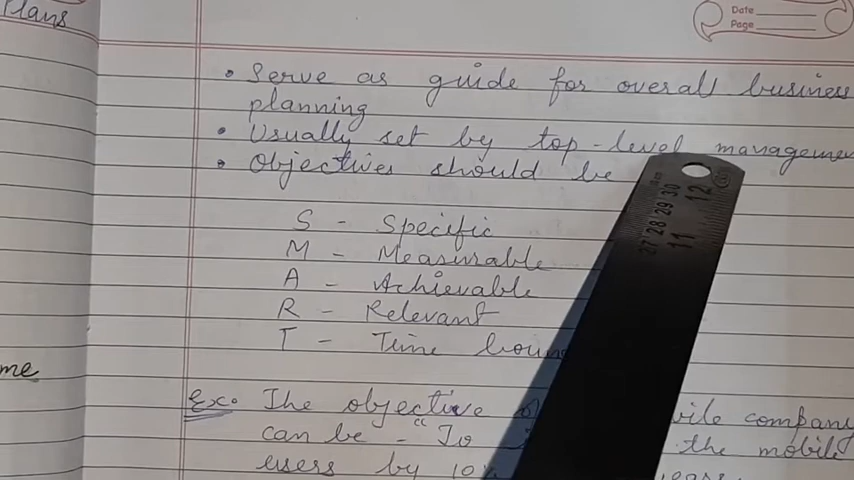 Plans
Date
Page
• Serve as guide for overall business
planning
• Usually set by top-level
• Objectives should be
S - Specific
M - Measurable
A - Achievable
R - Relevant
T - Time
me
Ex. The objective company
can be - "To the mobile
users by
30
29
28
27
12
11